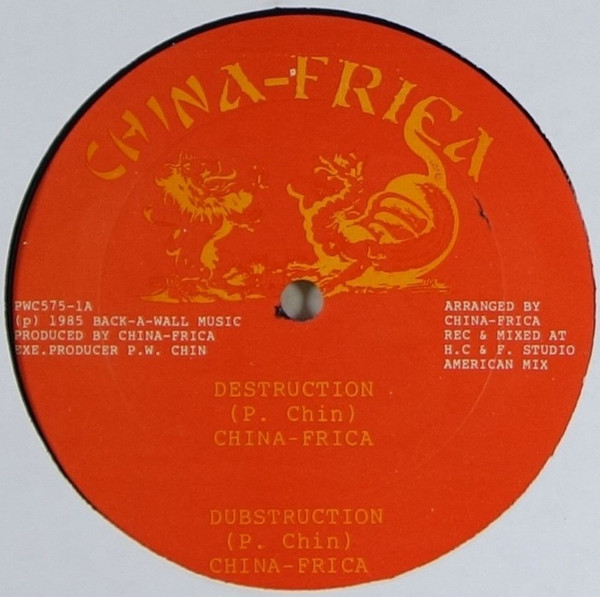 CHINA-FRICA
PWC575-1A
(p) 1985 BACK-A-WALL MUSIC
PRODUCED BY CHINA-FRICA
EXE.PRODUCER P.W. CHIN
ARRANGED BY
CHINA-FRICA
REC & MIXED AT
H.C & F. STUDIO
AMERICAN MIX
DESTRUCTION
(P. Chin)
CHINA-FRICA
DUBSTRUCTION
(P. Chin)
CHINA-FRICA